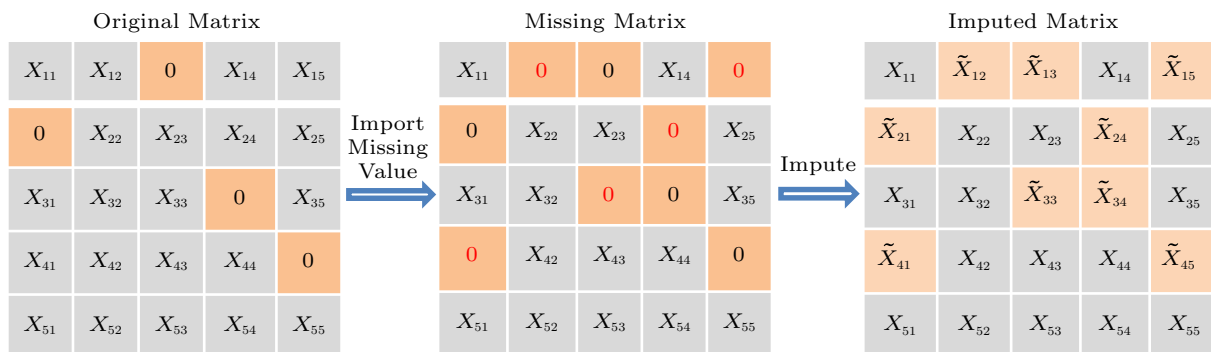 Original Matrix
Missing Matrix
Imputed Matrix
X₁₁ X₁₂ 0 X₁₄ X₁₅
0 X₂₂ X₂₃ X₂₄ X₂₅
X₃₁ X₃₂ X₃₃ 0 X₃₅
X₄₁ X₄₂ X₄₃ X₄₄ 0
X₅₁ X₅₂ X₅₃ X₅₄ X₅₅
Import
Missing
Value
X₁₁ 0 0 X₁₄ 0
0 X₂₂ X₂₃ 0 X₂₅
X₃₁ X₃₂ 0 0 X₃₅
0 X₄₂ X₄₃ X₄₄ 0
X₅₁ X₅₂ X₅₃ X₅₄ X₅₅
Impute
X₁₁ X̃₁₂ X̃₁₃ X₁₄ X̃₁₅
X̃₂₁ X₂₂ X₂₃ X̃₂₄ X₂₅
X₃₁ X₃₂ X̃₃₃ X̃₃₄ X₃₅
X̃₄₁ X₄₂ X₄₃ X₄₄ X̃₄₅
X₅₁ X₅₂ X₅₃ X₅₄ X₅₅